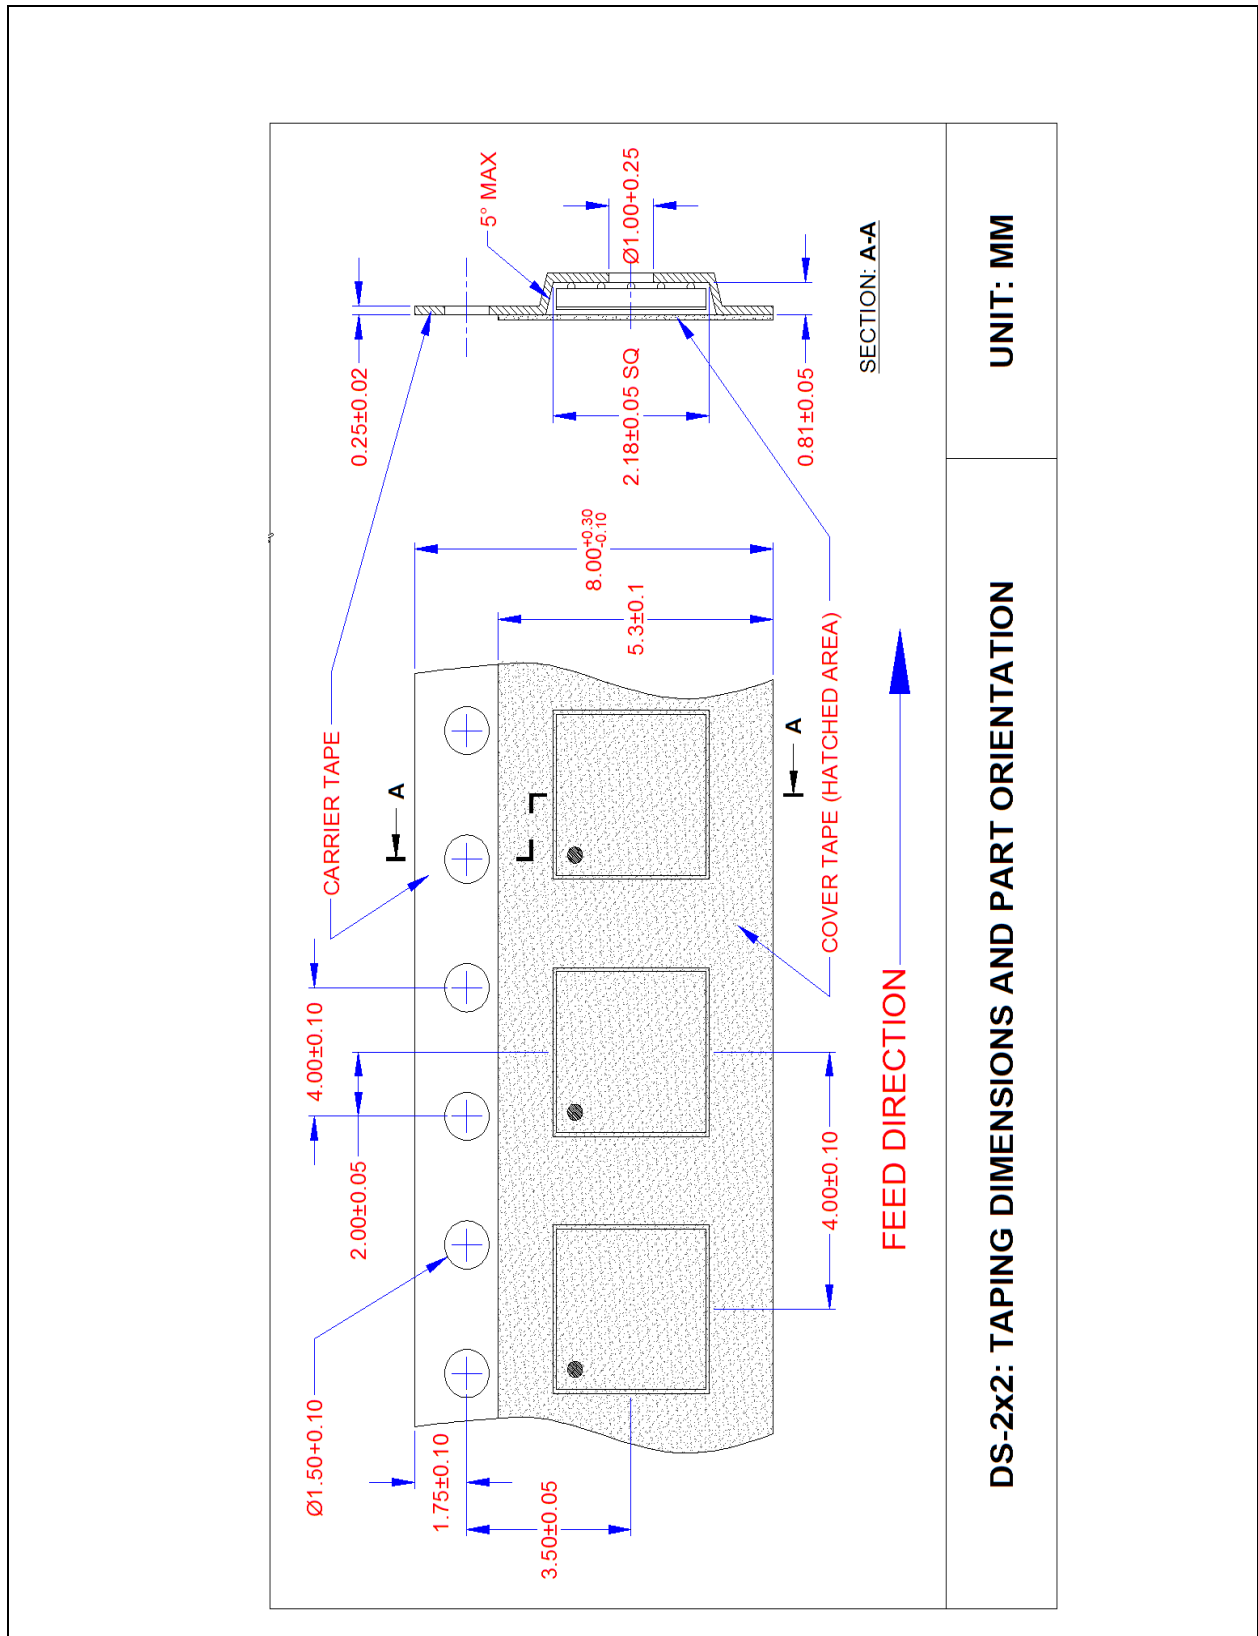 CARRIER TAPE
Ø1.50+0.10
4.00±0.10
2.00±0.05
1.75±0.10
3.50±0.05
A
A
8.00+0.30
-0.10
5.3±0.1
4.00±0.10
COVER TAPE (HATCHED AREA)
FEED DIRECTION
0.25±0.02
5° MAX
Ø1.00+0.25
2.18±0.05 SQ
0.81±0.05
SECTION: A-A
DS-2x2: TAPING DIMENSIONS AND PART ORIENTATION
UNIT: MM